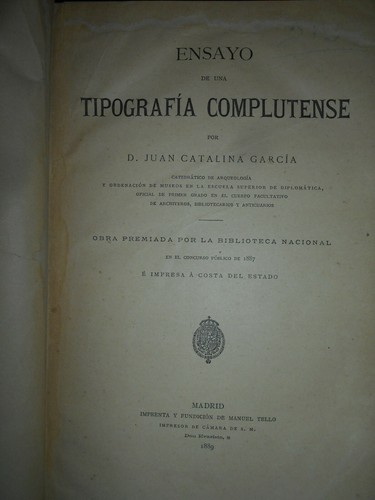 ENSAYO
DE UNA
TIPOGRAFÍA COMPLUTENSE
POR
D. JUAN CATALINA GARCÍA
CATEDRÁTICO DE ARQUEOLOGÍA
Y ORDENACIÓN DE MUSEOS EN LA ESCUELA SUPERIOR DE DIPLOMÁTICA,
OFICIAL DE PRIMER GRADO EN EL CUERPO FACULTATIVO
DE ARCHIVEROS, BIBLIOTECARIOS Y ANTICUARIOS
OBRA PREMIADA POR LA BIBLIOTECA NACIONAL
EN EL CONCURSO PÚBLICO DE 1887
É IMPRESA Á COSTA DEL ESTADO
MADRID
IMPRENTA Y FUNDICIÓN DE MANUEL TELLO
IMPRESOR DE CÁMARA DE S. M.
Don Evaristo, 8
1889